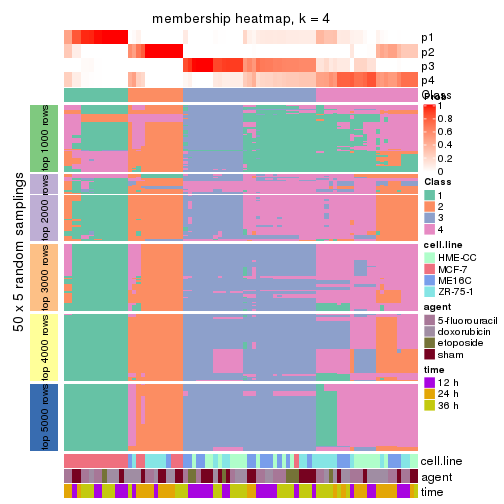 membership heatmap, k = 4
p1
p2
p3
p4
Class
Prob
1
0.8
0.6
0.4
0.2
0
Class
1
2
3
4
cell.line
HME-CC
MCF-7
ME16C
ZR-75-1
agent
5-fluorouracil
doxorubicin
etoposide
sham
time
12 h
24 h
36 h
50 x 5 random samplings
top 1000 rows
top 2000 rows
top 3000 rows
top 4000 rows
top 5000 rows
cell.line
agent
time